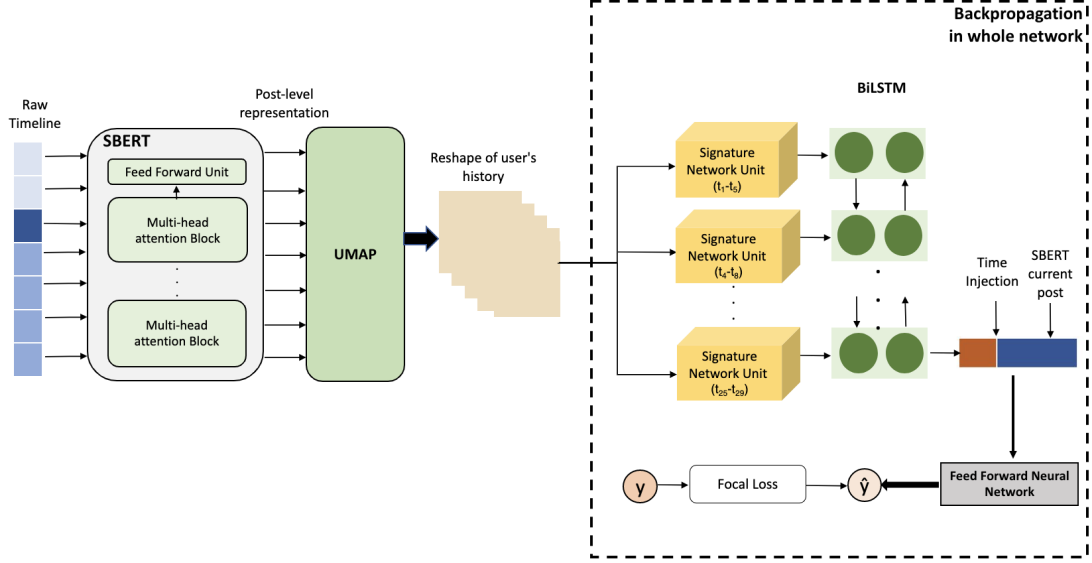 Backpropagation
in whole network
Raw
Timeline
SBERT
Feed Forward Unit
Multi-head
attention Block
Multi-head
attention Block
Post-level
representation
UMAP
Reshape of user's
history
Signature
Network Unit
(t₁-t₅)
Signature
Network Unit
(t₄-t₈)
Signature
Network Unit
(t₂₅-t₂₉)
BiLSTM
Time
Injection
SBERT
current
post
Feed Forward Neural
Network
y
Focal Loss
ŷ